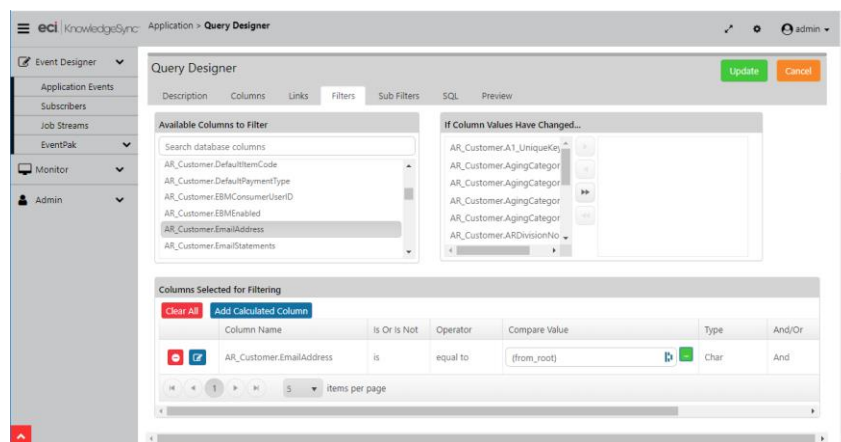 eci KnowledgeSync
Application > Query Designer
admin
Event Designer
Application Events
Subscribers
Job Streams
EventPak
Monitor
Admin
Query Designer
Update
Cancel
Description Columns Links Filters Sub Filters SQL Preview
Available Columns to Filter
Search database columns
AR_Customer.DefaultItemCode
AR_Customer.DefaultPaymentType
AR_Customer.EBMConsumerUserID
AR_Customer.EBMEnabled
AR_Customer.EmailAddress
AR_Customer.EmailStatements
If Column Values Have Changed...
AR_Customer.A1_UniqueKey
AR_Customer.AgingCategor
AR_Customer.AgingCategor
AR_Customer.AgingCategor
AR_Customer.AgingCategor
AR_Customer.ARDivisionNo
Columns Selected for Filtering
Clear All Add Calculated Column
Column Name Is Or Is Not Operator Compare Value Type And/Or
AR_Customer.EmailAddress is equal to {from_root} Char And
1 5 items per page